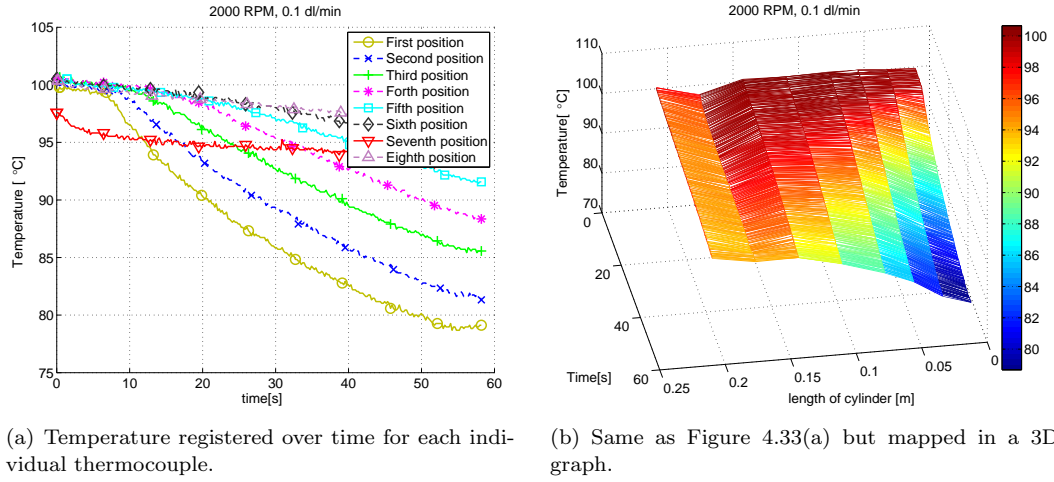 2000 RPM, 0.1 dl/min
105
100
95
90
85
80
75
0
10
20
30
40
50
60
Temperature [ °C]
time[s]
First position
Second position
Third position
Forth position
Fifth position
Sixth position
Seventh position
Eighth position
2000 RPM, 0.1 dl/min
110
100
90
80
70
Temperature[ °C]
0
20
40
60
Time[s]
0.25
0.2
0.15
0.1
0.05
0
length of cylinder [m]
100
98
96
94
92
90
88
86
84
82
80
(a) Temperature registered over time for each indi-
vidual thermocouple.
(b) Same as Figure 4.33(a) but mapped in a 3D
graph.